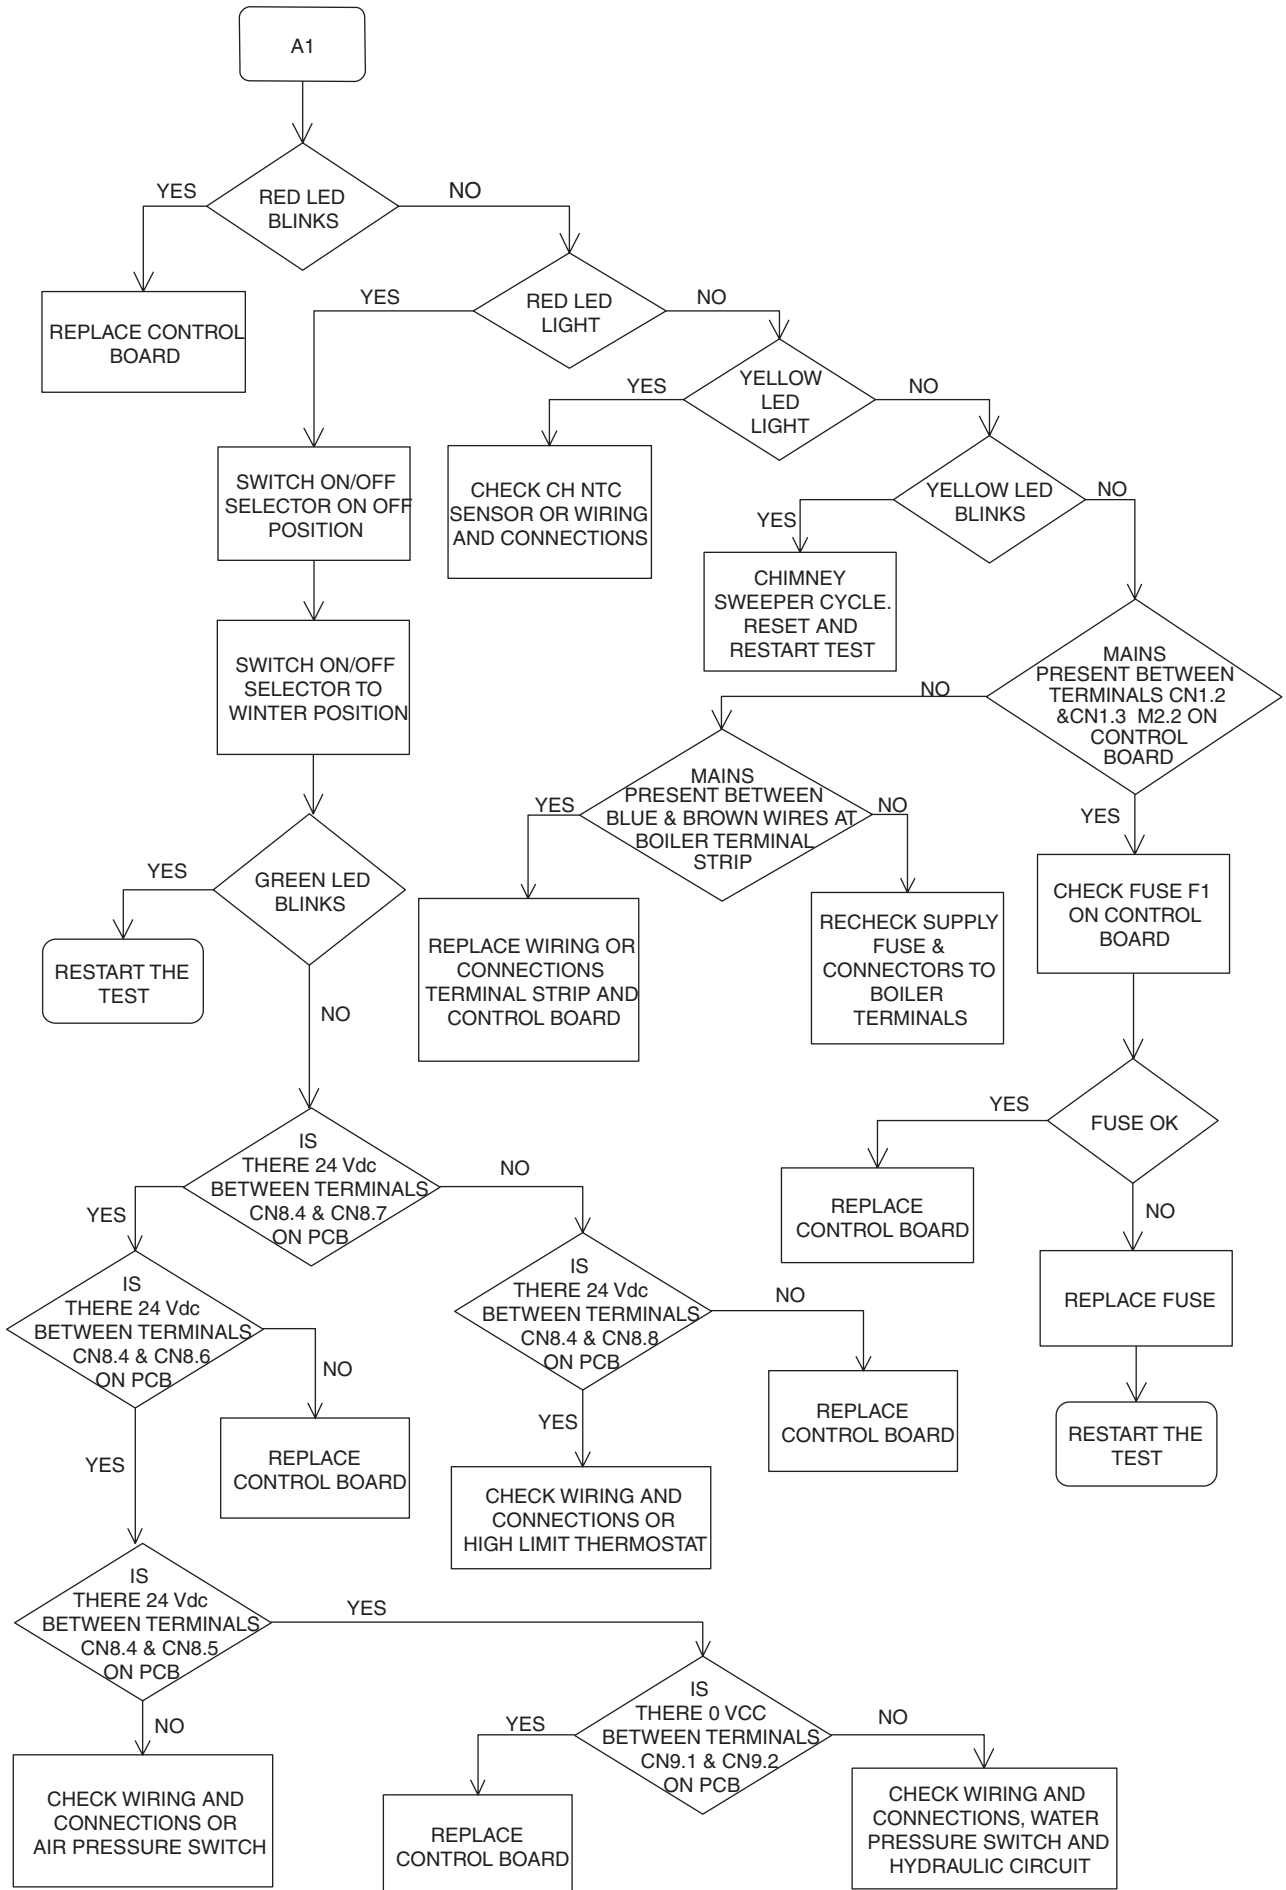 A1
YES
RED LED
BLINKS
NO
REPLACE CONTROL
BOARD
YES
RED LED
LIGHT
NO
YES
YELLOW
LED
LIGHT
NO
SWITCH ON/OFF
SELECTOR ON OFF
POSITION
CHECK CH NTC
SENSOR OR WIRING
AND CONNECTIONS
YES
YELLOW LED
BLINKS
NO
CHIMNEY
SWEEPER CYCLE.
RESET AND
RESTART TEST
SWITCH ON/OFF
SELECTOR TO
WINTER POSITION
NO
MAINS
PRESENT BETWEEN
TERMINALS CN1.2
&CN1.3 M2.2 ON
CONTROL
BOARD
YES
YES
MAINS
PRESENT BETWEEN
BLUE & BROWN WIRES AT
BOILER TERMINAL
STRIP
NO
YES
GREEN LED
BLINKS
NO
CHECK FUSE F1
ON CONTROL
BOARD
RESTART THE
TEST
REPLACE WIRING OR
CONNECTIONS
TERMINAL STRIP AND
CONTROL BOARD
RECHECK SUPPLY
FUSE &
CONNECTORS TO
BOILER
TERMINALS
YES
FUSE OK
NO
REPLACE
CONTROL BOARD
REPLACE FUSE
RESTART THE
TEST
YES
IS
THERE 24 Vdc
BETWEEN TERMINALS
CN8.4 & CN8.7
ON PCB
NO
IS
THERE 24 Vdc
BETWEEN TERMINALS
CN8.4 & CN8.6
ON PCB
NO
YES
IS
THERE 24 Vdc
BETWEEN TERMINALS
CN8.4 & CN8.8
ON PCB
NO
YES
REPLACE
CONTROL BOARD
REPLACE
CONTROL BOARD
CHECK WIRING AND
CONNECTIONS OR
HIGH LIMIT THERMOSTAT
IS
THERE 24 Vdc
BETWEEN TERMINALS
CN8.4 & CN8.5
ON PCB
YES
NO
YES
IS
THERE 0 VCC
BETWEEN TERMINALS
CN9.1 & CN9.2
ON PCB
NO
CHECK WIRING AND
CONNECTIONS OR
AIR PRESSURE SWITCH
REPLACE
CONTROL BOARD
CHECK WIRING AND
CONNECTIONS, WATER
PRESSURE SWITCH AND
HYDRAULIC CIRCUIT